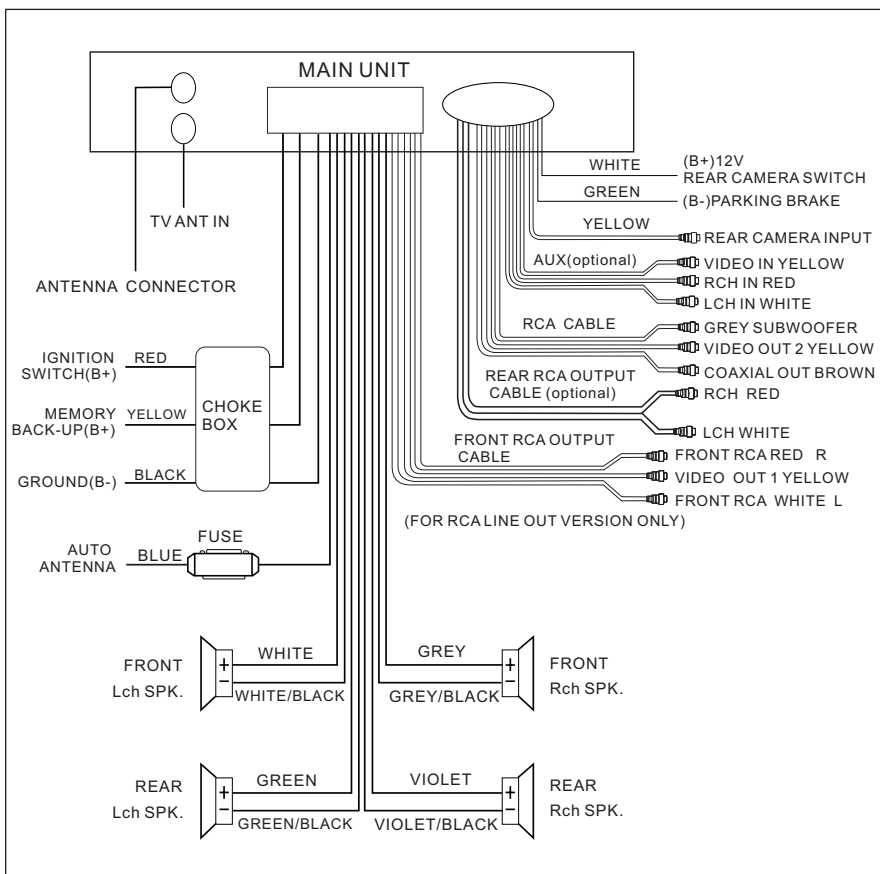 MAIN UNIT
WHITE
(B+)12V
REAR CAMERA SWITCH
GREEN
(B-)PARKING BRAKE
YELLOW
REAR CAMERA INPUT
TV ANT IN
AUX(optional)
VIDEO IN YELLOW
RCH IN RED
LCH IN WHITE
ANTENNA CONNECTOR
RCA CABLE
GREY SUBWOOFER
VIDEO OUT 2 YELLOW
COAXIAL OUT BROWN
REAR RCA OUTPUT
CABLE (optional)
RCH RED
LCH WHITE
IGNITION
SWITCH(B+)
RED
MEMORY
BACK-UP(B+)
YELLOW
CHOKE
BOX
GROUND(B-)
BLACK
FRONT RCA OUTPUT
CABLE
FRONT RCA RED R
VIDEO OUT 1 YELLOW
FRONT RCA WHITE L
(FOR RCA LINE OUT VERSION ONLY)
AUTO
ANTENNA
BLUE
FUSE
FRONT
Lch SPK.
+
-
WHITE
WHITE/BLACK
GREY
GREY/BLACK
+
-
FRONT
Rch SPK.
REAR
Lch SPK.
+
-
GREEN
GREEN/BLACK
VIOLET
VIOLET/BLACK
+
-
REAR
Rch SPK.